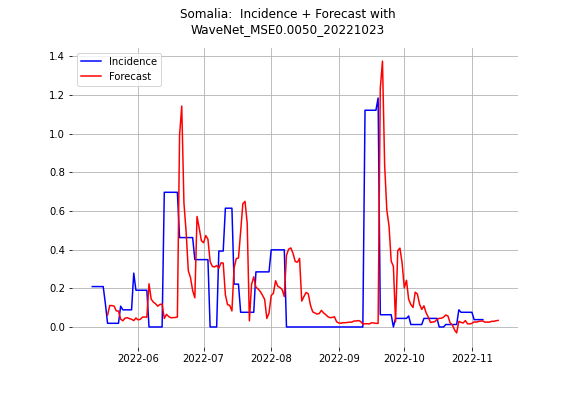 Somalia:  Incidence + Forecast with
WaveNet_MSE0.0050_20221023
Incidence
Forecast
1.4
1.2
1.0
0.8
0.6
0.4
0.2
0.0
2022-06 2022-07 2022-08 2022-09 2022-10 2022-11